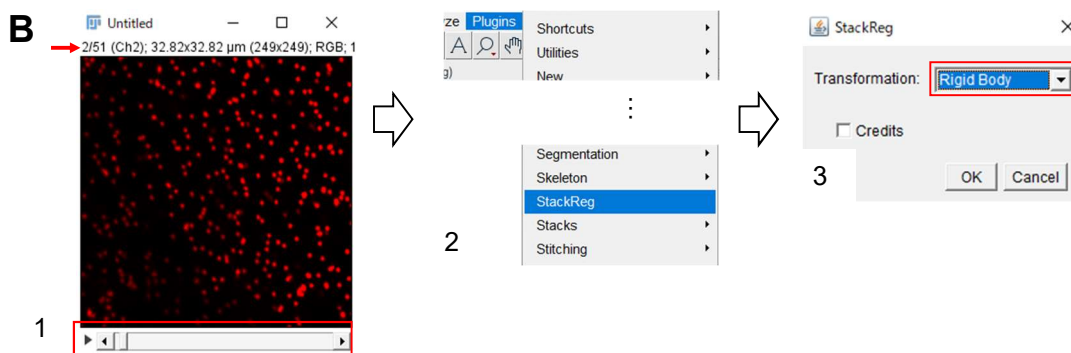 B
Untitled
2/51 (Ch2); 32.82x32.82 µm (249x249); RGB; 1
1
ze Plugins
g)
Shortcuts
Utilities
New
⋮
Segmentation
Skeleton
StackReg
Stacks
Stitching
2
StackReg
Transformation: Rigid Body
Credits
OK Cancel
3